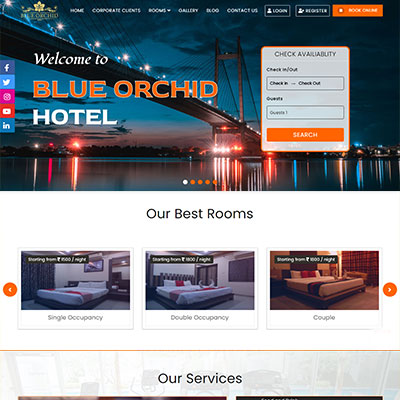 BLUE ORCHID
HOME
CORPORATE CLIENTS
ROOMS
GALLERY
BLOG
CONTACT US
LOGIN
REGISTER
BOOK ONLINE
Welcome to
BLUE ORCHID
HOTEL
CHECK AVAILIABLITY
Check In/Out
Check in → Check Out
Guests
Guests 1
SEARCH
Our Best Rooms
Starting from ₹ 1500 / night
Single Occupancy
Starting from ₹ 1800 / night
Double Occupancy
Starting from ₹ 1800 / night
Couple
Our Services